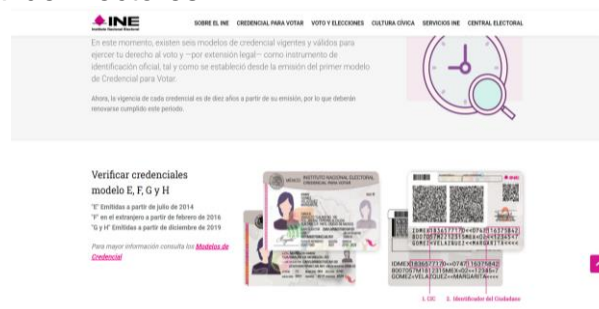 INE
Instituto Nacional Electoral
SOBRE EL INE CREDENCIAL PARA VOTAR VOTO Y ELECCIONES CULTURA CÍVICA SERVICIOS INE CENTRAL ELECTORAL
En este momento, existen seis modelos de credencial vigentes y válidos para
ejercer tu derecho al voto y —por extensión legal— como instrumento de
identificación oficial, tal y como se estableció desde la emisión del primer modelo
de Credencial para Votar.
Ahora, la vigencia de cada credencial es de diez años a partir de su emisión, por lo que deberán
renovarse cumplido este periodo.
Verificar credenciales
modelo E, F, G y H
"E" Emitidas a partir de julio de 2014
"F" en el extranjero a partir de febrero de 2016
"G y H" Emitidas a partir de diciembre de 2019
Para mayor información consulta los Modelos de
Credencial
MÉXICO INSTITUTO NACIONAL ELECTORAL
CREDENCIAL PARA VOTAR
INE
1. CIC 2. Identificador del Ciudadano